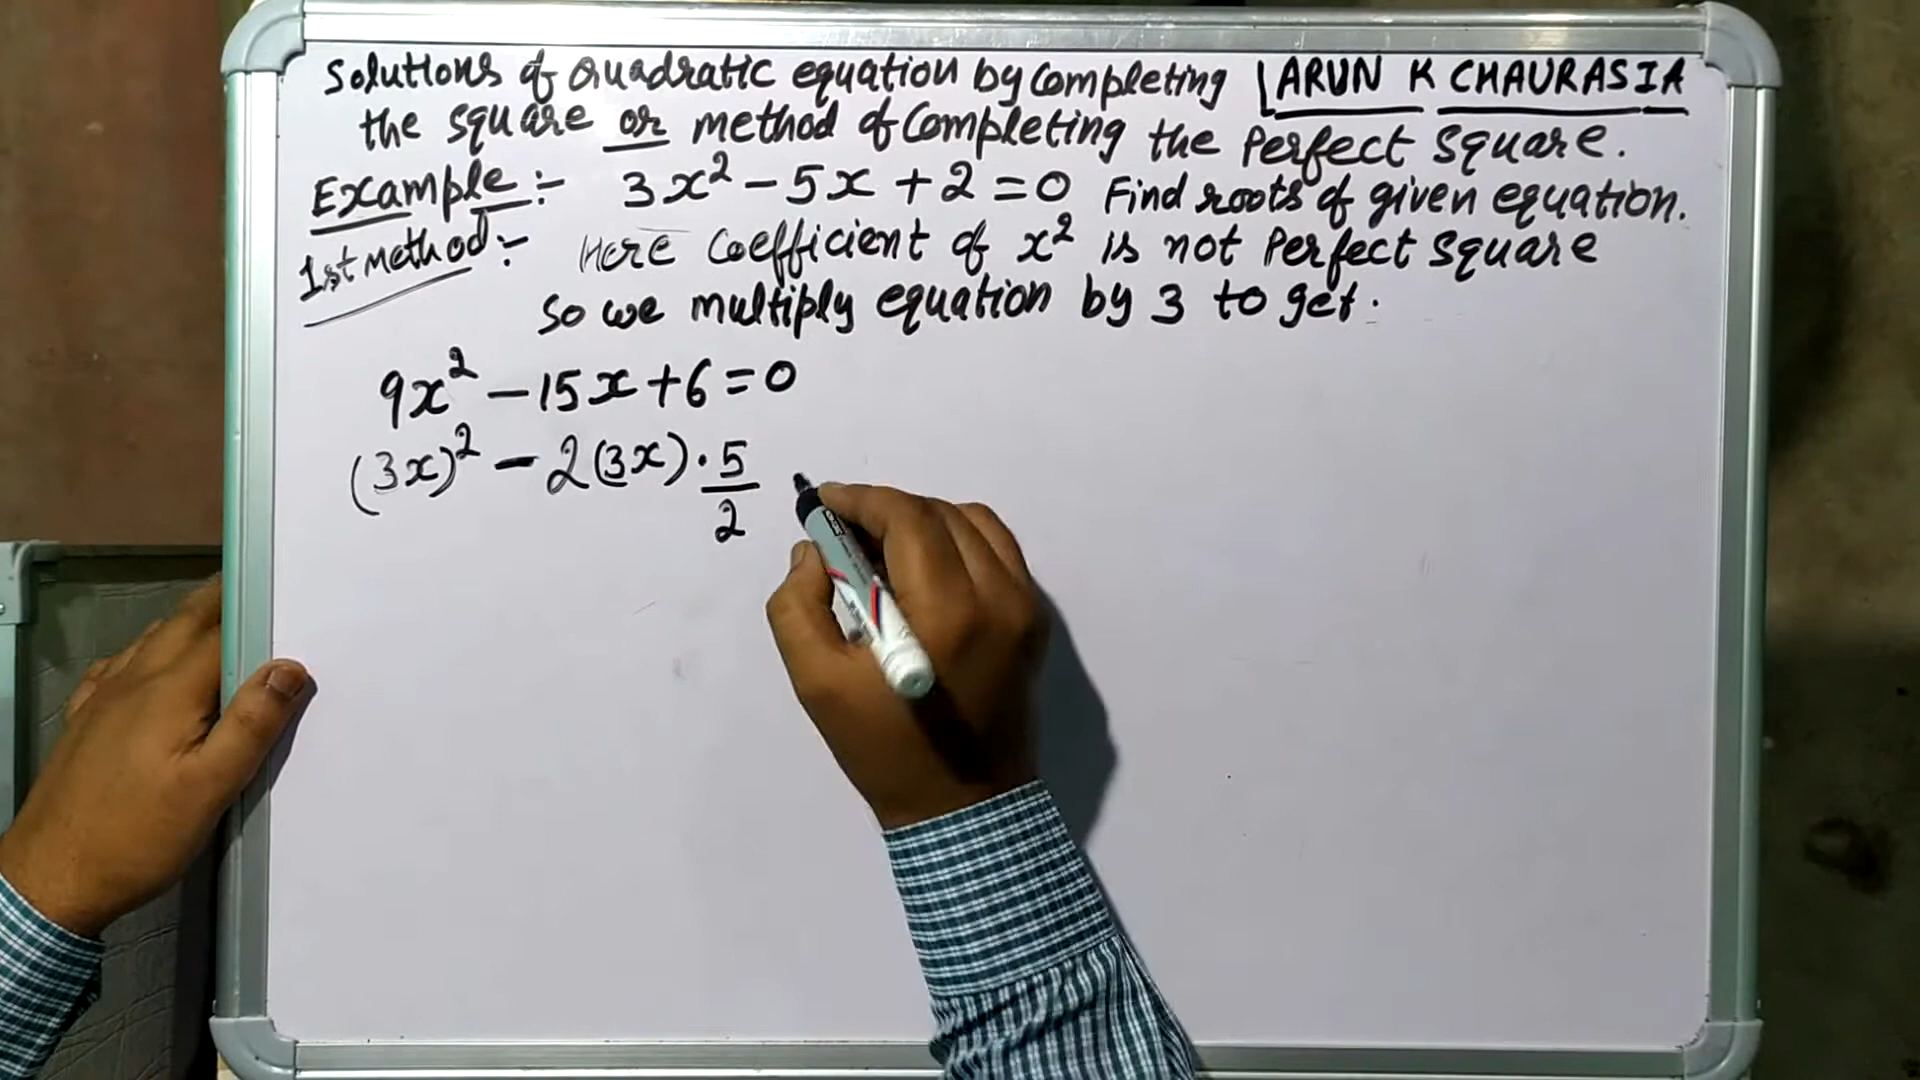 Solutions of quadratic equation by Completing ARUN K CHAURASIA
the square or method of Completing the Perfect Square.
Example:- 3x² - 5x + 2 = 0 Find roots of given equation.
1st method:- Here Coefficient of x² is not Perfect Square
So we multiply equation by 3 to get.
9x² - 15x + 6 = 0
(3x)² - 2(3x) · 5/2